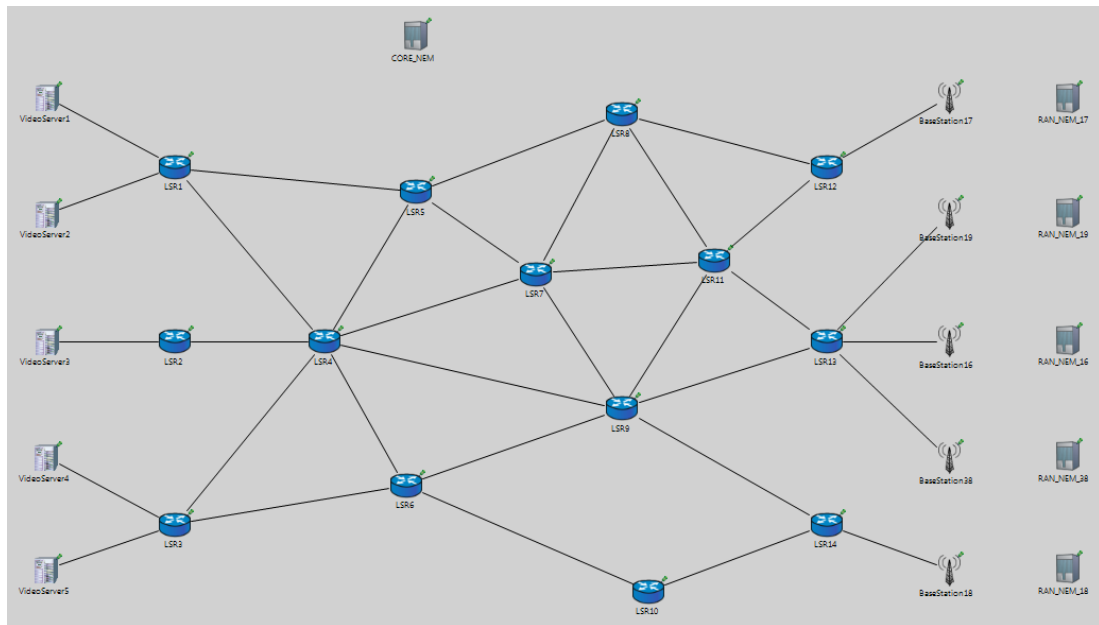 CORE_NEM
VideoServer1
BaseStation17
RAN_NEM_17
LSR8
LSR1
LSR12
LSR5
VideoServer2
BaseStation19
RAN_NEM_19
LSR11
LSR7
VideoServer3
LSR2
LSR4
LSR13
BaseStation16
RAN_NEM_16
LSR9
VideoServer4
BaseStation38
RAN_NEM_38
LSR6
LSR3
LSR14
VideoServer5
BaseStation18
RAN_NEM_18
LSR10